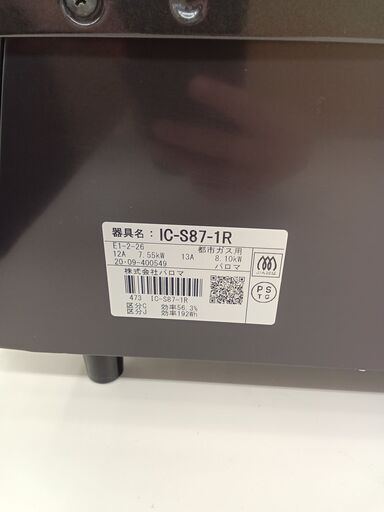 器具名： IC-S87-1R
E1-2-26 都市ガス用
12A 7.55kW 13A 8.10kW
20·09-400549 パロマ
株式会社パロマ
473 IC-S87-1R
区分C 効率56.3%
区分J 効率192Wh
PS
TG